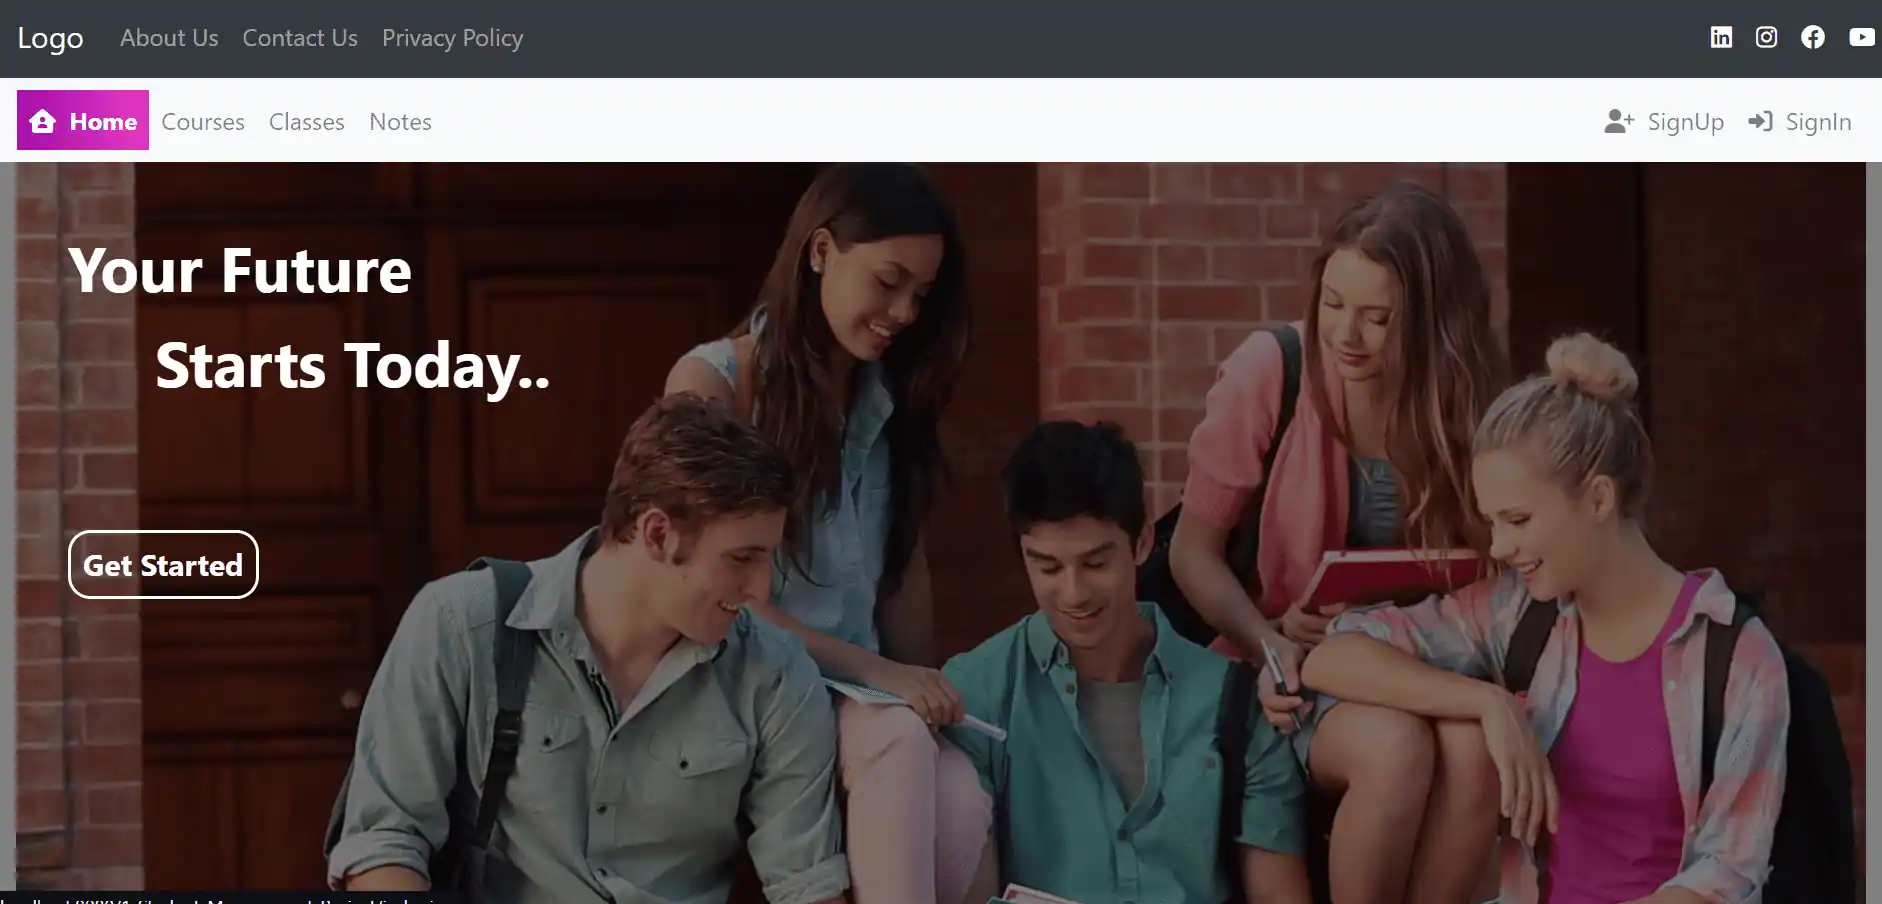 Logo About Us Contact Us Privacy Policy
Home Courses Classes Notes SignUp SignIn
Your Future
Starts Today..
Get Started